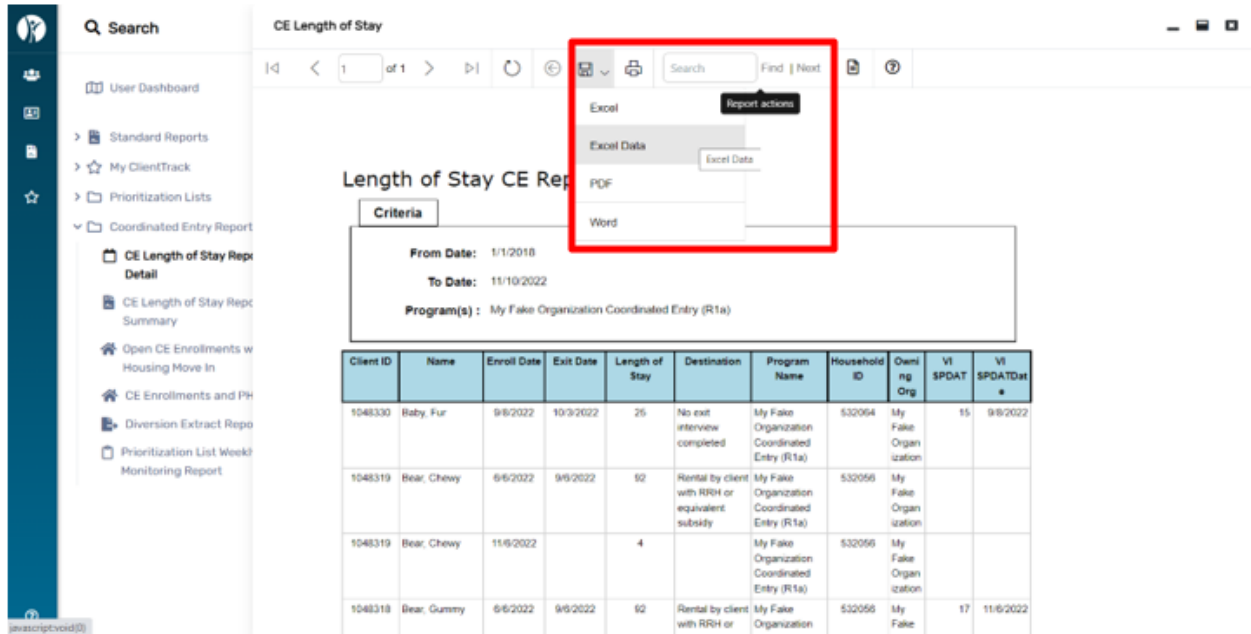 Search
CE Length of Stay
1 of 1
Search
Find | Next
User Dashboard
Report actions
Excel
Standard Reports
Excel Data
Excel Data
My ClientTrack
PDF
Length of Stay CE Rep
Prioritization Lists
Word
Criteria
Coordinated Entry Report
From Date: 1/1/2018
CE Length of Stay Repo
Detail
To Date: 11/10/2022
CE Length of Stay Repo
Summary
Program(s) : My Fake Organization Coordinated Entry (R1a)
Open CE Enrollments w
Housing Move In
CE Enrollments and PH
Diversion Extract Repo
Prioritization List Weekl
Monitoring Report
Client ID Name Enroll Date Exit Date Length of Destination Program Household Owni VI VI
Stay Name ID ng SPDAT SPDATDat
Org e
1048330 Baby, Fur 9/8/2022 10/3/2022 25 No exit My Fake 532064 My 15 9/8/2022
interview Organization Fake
completed Coordinated Organ
Entry (R1a) ization
1048319 Bear, Chewy 6/6/2022 9/6/2022 92 Rental by client My Fake 532056 My
with RRH or Organization Fake
equivalent Coordinated Organ
subsidy Entry (R1a) ization
1048319 Bear, Chewy 11/6/2022 4 My Fake 532056 My
Organization Fake
Coordinated Organ
Entry (R1a) ization
1048318 Bear, Gummy 6/6/2022 9/6/2022 92 Rental by client My Fake 532056 My 17 11/6/2022
with RRH or Organization Fake
javascript:void(0)